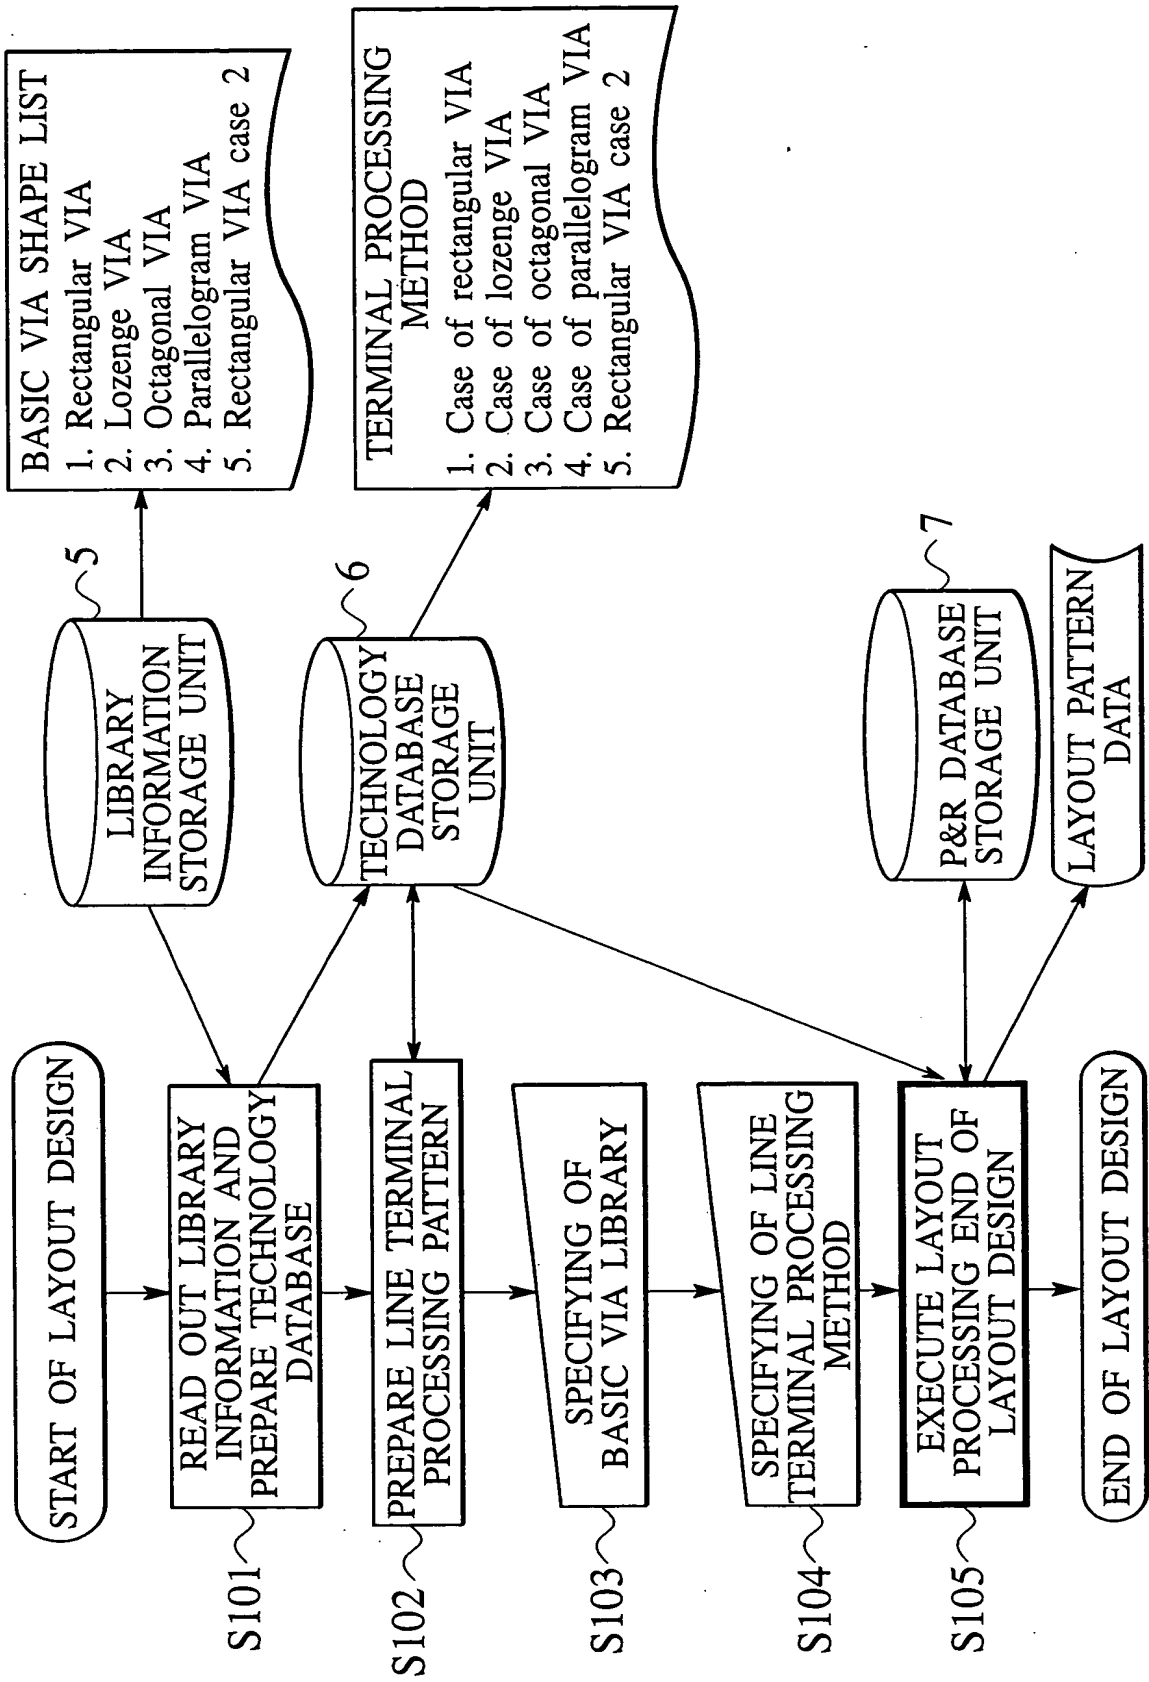 START OF LAYOUT DESIGN
S101
READ OUT LIBRARY
INFORMATION AND
PREPARE TECHNOLOGY
DATABASE
S102
PREPARE LINE TERMINAL
PROCESSING PATTERN
S103
SPECIFYING OF
BASIC VIA LIBRARY
S104
SPECIFYING OF LINE
TERMINAL PROCESSING
METHOD
S105
EXECUTE LAYOUT
PROCESSING END OF
LAYOUT DESIGN
END OF LAYOUT DESIGN
5
LIBRARY
INFORMATION
STORAGE UNIT
6
TECHNOLOGY
DATABASE
STORAGE
UNIT
7
P&R DATABASE
STORAGE UNIT
LAYOUT PATTERN
DATA
BASIC VIA SHAPE LIST
1. Rectangular VIA
2. Lozenge VIA
3. Octagonal VIA
4. Parallelogram VIA
5. Rectangular VIA case 2
TERMINAL PROCESSING
METHOD
1. Case of rectangular VIA
2. Case of lozenge VIA
3. Case of octagonal VIA
4. Case of parallelogram VIA
5. Rectangular VIA case 2